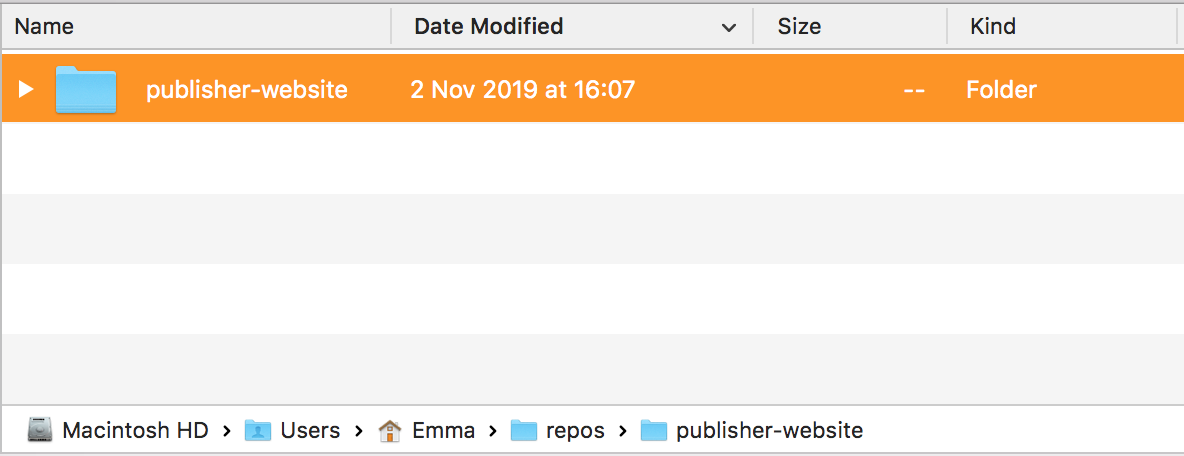 Name Date Modified Size Kind
publisher-website 2 Nov 2019 at 16:07 -- Folder
Macintosh HD › Users › Emma › repos › publisher-website